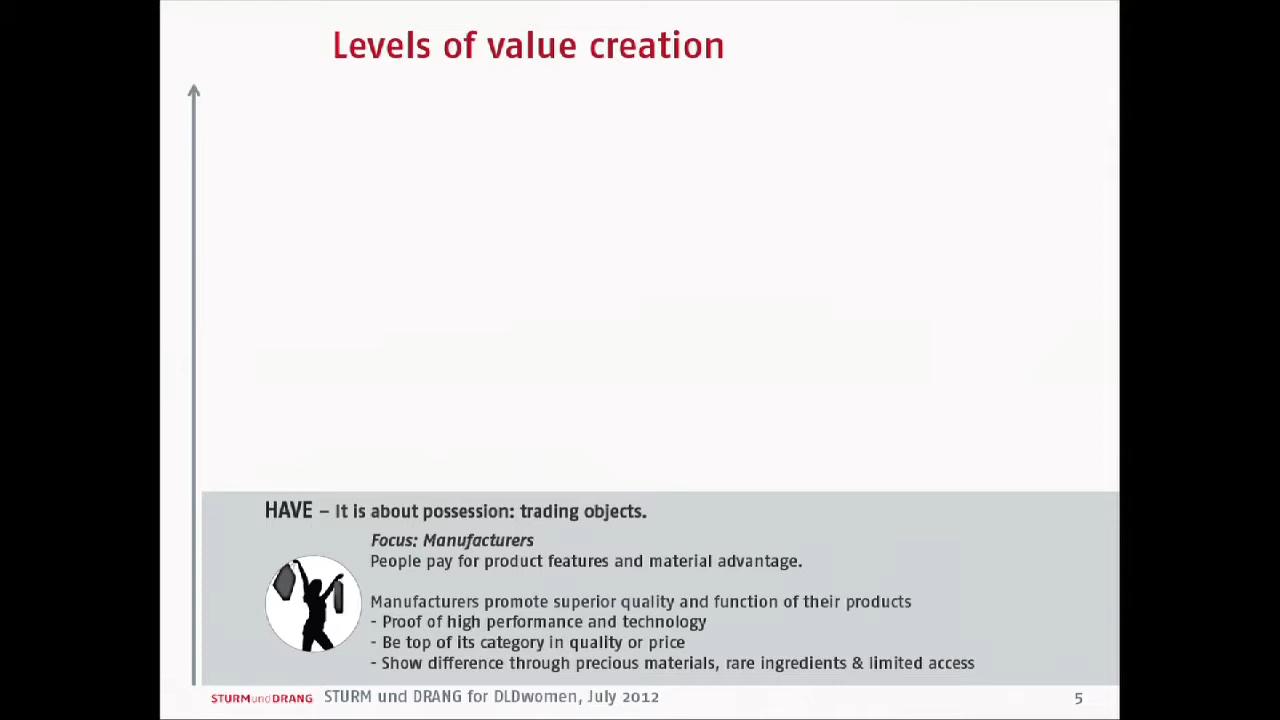 Levels of value creation
HAVE – It is about possession: trading objects.
Focus: Manufacturers
People pay for product features and material advantage.
Manufacturers promote superior quality and function of their products
- Proof of high performance and technology
- Be top of its category in quality or price
- Show difference through precious materials, rare ingredients & limited access
STURMundDRANG STURM und DRANG for DLDwomen, July 2012 5